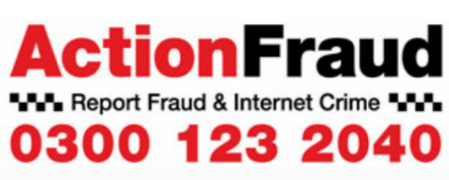 ActionFraud
Report Fraud & Internet Crime
0300 123 2040